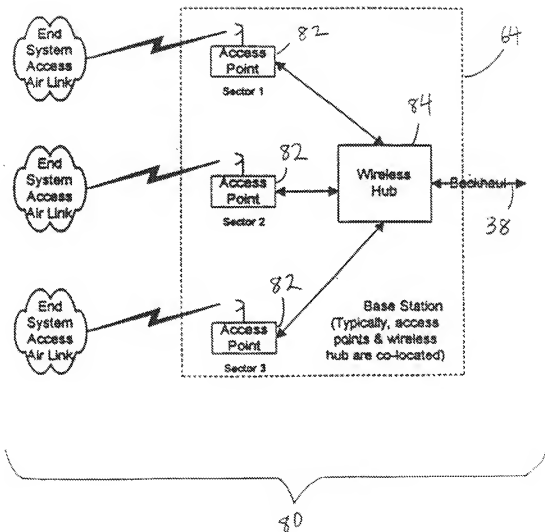 82
64
End
System
Access
Air Link
Access
Point
Sector 1
84
82
End
System
Access
Air Link
Access
Point
Sector 2
Wireless
Hub
Backhaul
38
82
End
System
Access
Air Link
Access
Point
Sector 3
Base Station
(Typically, access
points & wireless
hub are co-located)
80